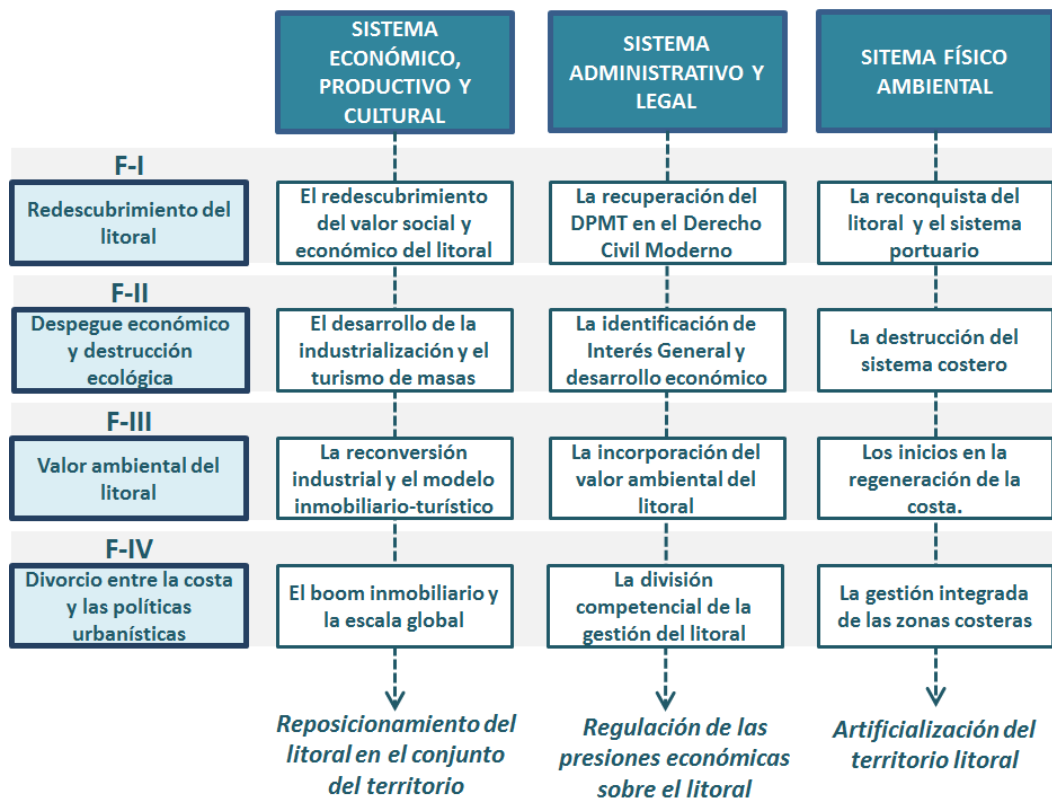 SISTEMA
ECONÓMICO,
PRODUCTIVO Y
CULTURAL
SISTEMA
ADMINISTRATIVO Y
LEGAL
SITEMA FÍSICO
AMBIENTAL
F-I
Redescubrimiento del
litoral
El redescubrimiento
del valor social y
económico del litoral
La recuperación del
DPMT en el Derecho
Civil Moderno
La reconquista del
litoral y el sistema
portuario
F-II
Despegue económico
y destrucción
ecológica
El desarrollo de la
industrialización y el
turismo de masas
La identificación de
Interés General y
desarrollo económico
La destrucción del
sistema costero
F-III
Valor ambiental del
litoral
La reconversión
industrial y el modelo
inmobiliario-turístico
La incorporación del
valor ambiental del
litoral
Los inicios en la
regeneración de la
costa.
F-IV
Divorcio entre la costa
y las políticas
urbanísticas
El boom inmobiliario y
la escala global
La división
competencial de la
gestión del litoral
La gestión integrada
de las zonas costeras
Reposicionamiento del
litoral en el conjunto
del territorio
Regulación de las
presiones económicas
sobre el litoral
Artificialización del
territorio litoral